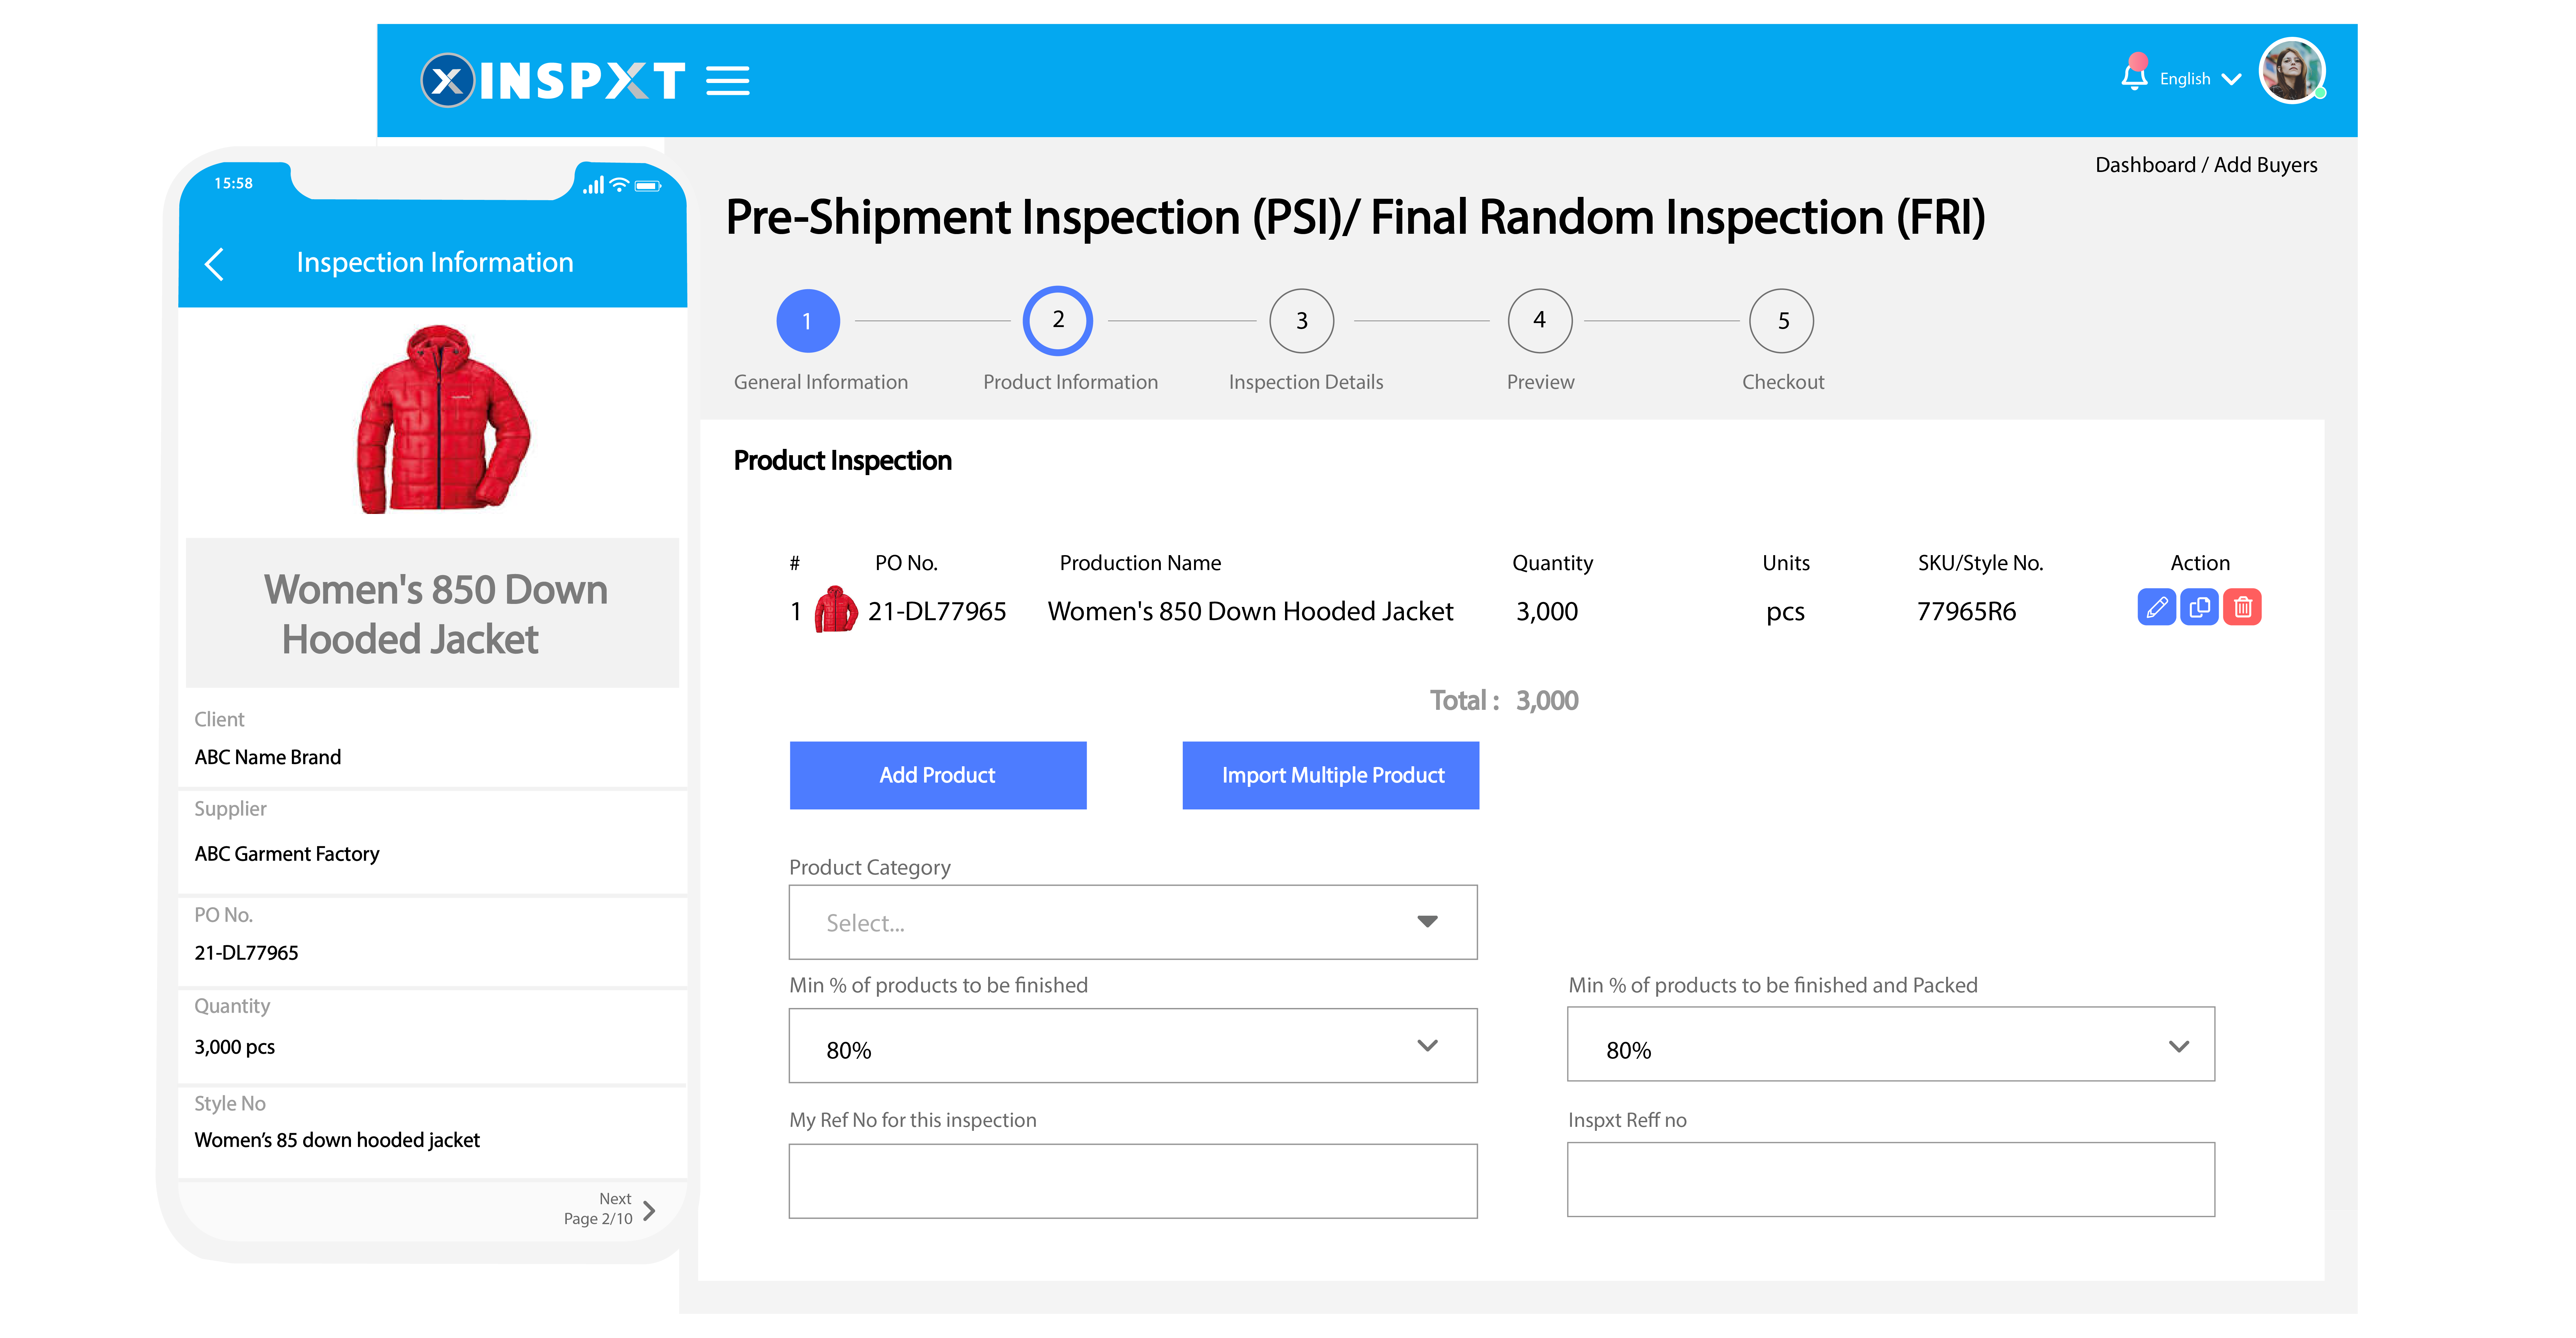 INSPXT
English
Dashboard / Add Buyers
Pre-Shipment Inspection (PSI)/ Final Random Inspection (FRI)
1
2
3
4
5
General Information
Product Information
Inspection Details
Preview
Checkout
Product Inspection
# PO No. Production Name Quantity Units SKU/Style No. Action
1 21-DL77965 Women's 850 Down Hooded Jacket 3,000 pcs 77965R6
Total : 3,000
Add Product
Import Multiple Product
Product Category
Select...
Min % of products to be finished
80%
Min % of products to be finished and Packed
80%
My Ref No for this inspection
Inspxt Reff no
15:58
Inspection Information
Women's 850 Down
Hooded Jacket
Client
ABC Name Brand
Supplier
ABC Garment Factory
PO No.
21-DL77965
Quantity
3,000 pcs
Style No
Women’s 85 down hooded jacket
Next
Page 2/10